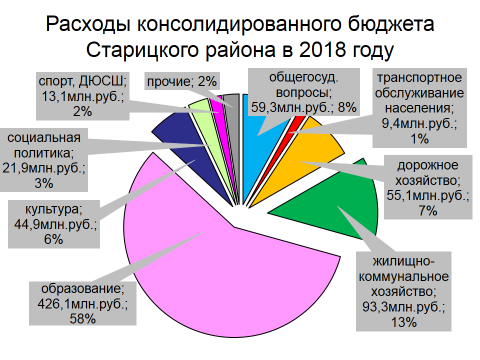 Расходы консолидированного бюджета
Старицкого района в 2018 году
спорт, ДЮСШ;
13,1млн.руб.;
2%
прочие; 2%
общегосуд.
вопросы;
59,3млн.руб.; 8%
транспортное
обслуживание
населения;
9,4млн.руб.;
1%
социальная
политика;
21,9млн.руб.;
3%
дорожное
хозяйство;
55,1млн.руб.;
7%
культура;
44,9млн.руб.;
6%
жилищно-
коммунальное
хозяйство;
93,3млн.руб.;
13%
образование;
426,1млн.руб.;
58%